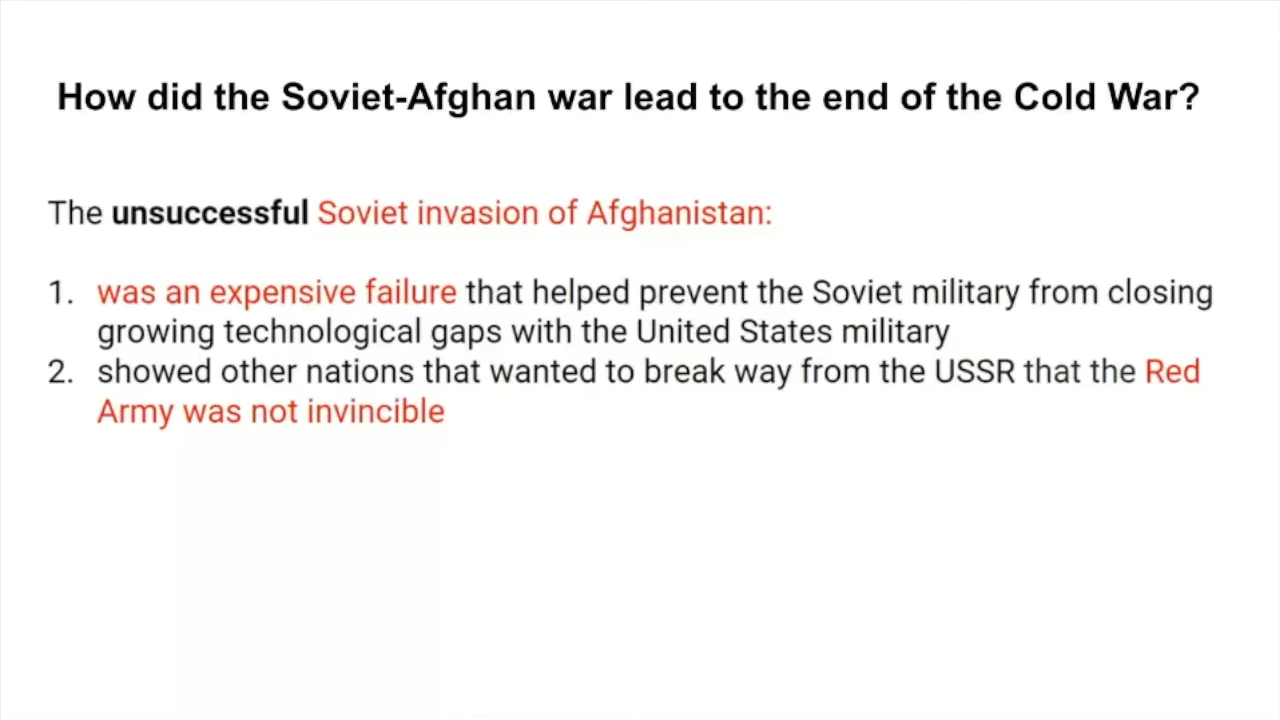 How did the Soviet-Afghan war lead to the end of the Cold War?
The unsuccessful Soviet invasion of Afghanistan:
1. was an expensive failure that helped prevent the Soviet military from closing
growing technological gaps with the United States military
2. showed other nations that wanted to break way from the USSR that the Red
Army was not invincible